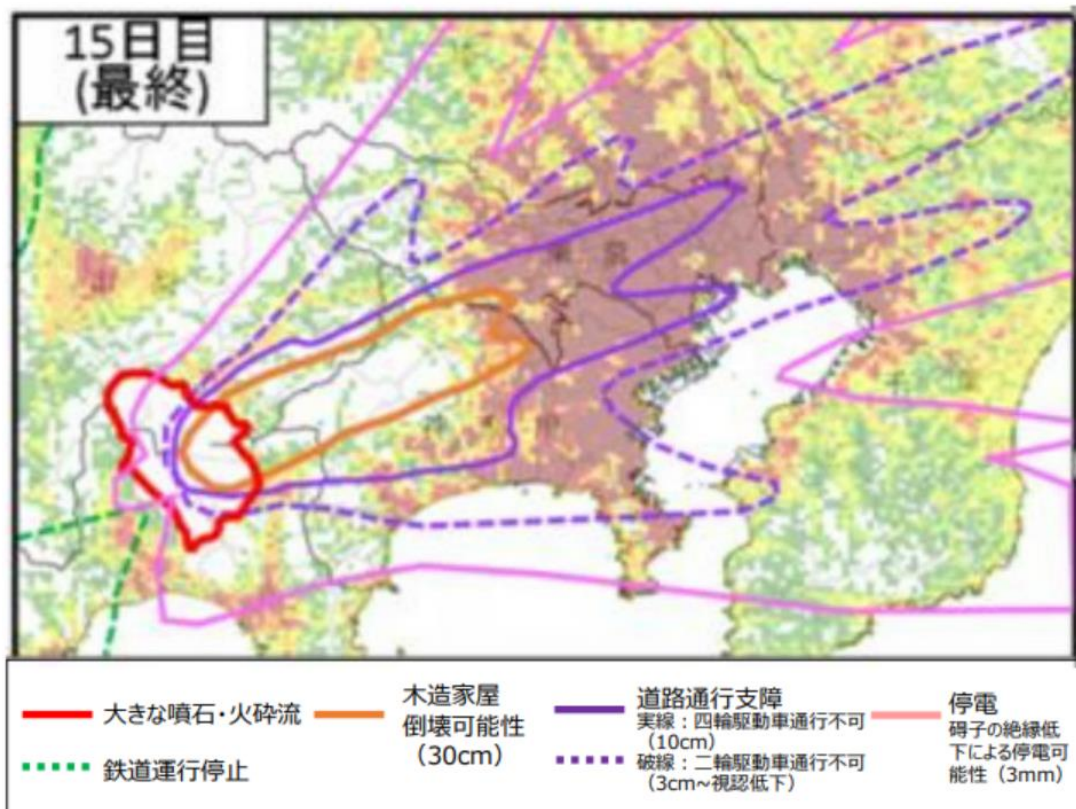 15日目
(最終)
大きな噴石・火砕流
鉄道運行停止
木造家屋
倒壊可能性
（30cm）
道路通行支障
実線：四輪駆動車通行不可
（10cm）
破線：二輪駆動車通行不可
（3cm~視認低下）
停電
碍子の絶縁低
下による停電可
能性（3mm）